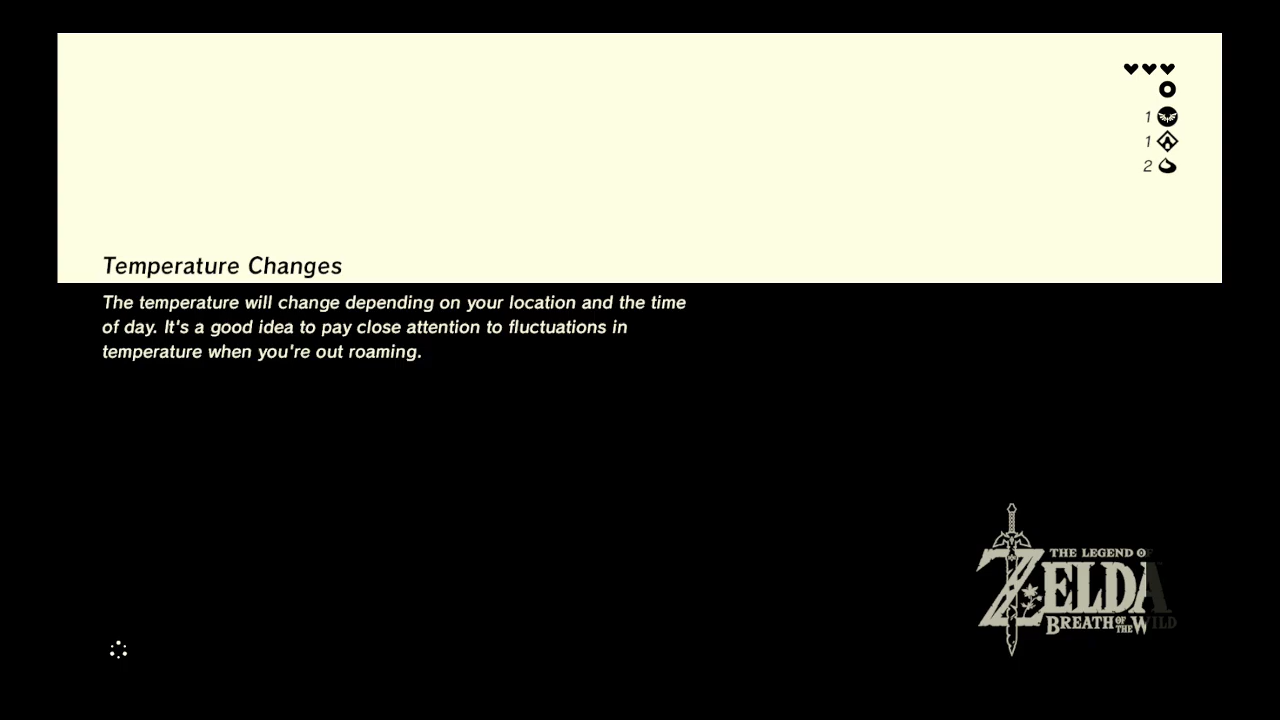 1
1
2
Temperature Changes
The temperature will change depending on your location and the time
of day. It's a good idea to pay close attention to fluctuations in
temperature when you're out roaming.
THE LEGEND OF
ZELDA
BREATH OF THE WILD